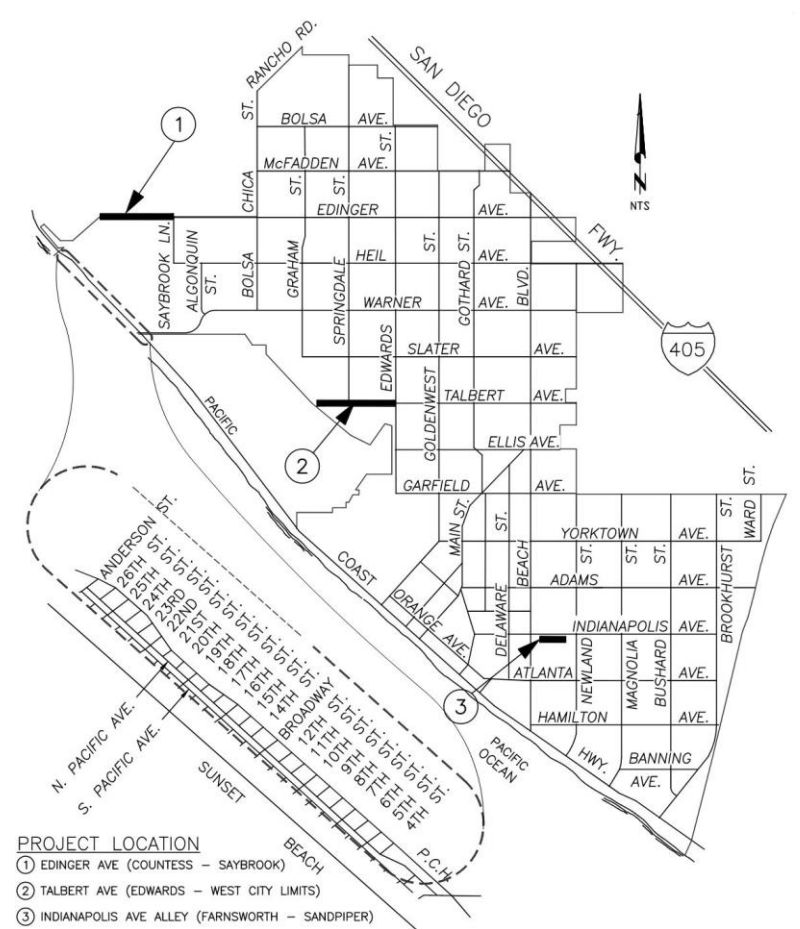 RANCHO RD.
SAN DIEGO
FWY.
405
NTS
1
BOLSA AVE.
ST.
ST.
McFADDEN AVE.
CHICA
ST.
ST.
EDINGER AVE.
SAYBROOK LN.
ALGONQUIN
ST.
BOLSA
GRAHAM
SPRINGDALE
HEIL AVE.
ST.
GOTHARD ST.
BLVD.
WARNER AVE.
EDWARDS
SLATER AVE.
TALBERT AVE.
2
PACIFIC
GOLDENWEST
ELLIS AVE.
GARFIELD AVE.
MAIN ST.
ST.
BEACH
DELAWARE
ST.
ST.
ST.
ST.
WARD ST.
YORKTOWN AVE.
COAST
ADAMS AVE.
ORANGE AVE.
INDIANAPOLIS AVE.
BROOKHURST
NEWLAND
MAGNOLIA
BUSHARD
ATLANTA
3
HAMILTON AVE.
PACIFIC
OCEAN
HWY.
BANNING
AVE.
ANDERSON ST.
26TH ST.
25TH ST.
24TH ST.
23RD ST.
22ND ST.
21ST ST.
20TH ST.
19TH ST.
18TH ST.
17TH ST.
16TH ST.
15TH ST.
14TH ST.
BROADWAY
12TH ST.
11TH ST.
10TH ST.
9TH ST.
8TH ST.
7TH ST.
6TH ST.
5TH ST.
4TH ST.
N. PACIFIC AVE.
S. PACIFIC AVE.
SUNSET
BEACH
P.C.H.
PROJECT LOCATION
1 EDINGER AVE (COUNTESS – SAYBROOK)
2 TALBERT AVE (EDWARDS – WEST CITY LIMITS)
3 INDIANAPOLIS AVE ALLEY (FARNSWORTH – SANDPIPER)